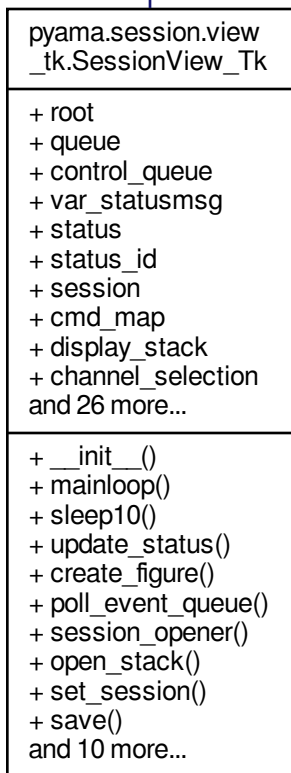 pyama.session.view
_tk.SessionView_Tk
+ root
+ queue
+ control_queue
+ var_statusmsg
+ status
+ status_id
+ session
+ cmd_map
+ display_stack
+ channel_selection
and 26 more...
+ __init__()
+ mainloop()
+ sleep10()
+ update_status()
+ create_figure()
+ poll_event_queue()
+ session_opener()
+ open_stack()
+ set_session()
+ save()
and 10 more...